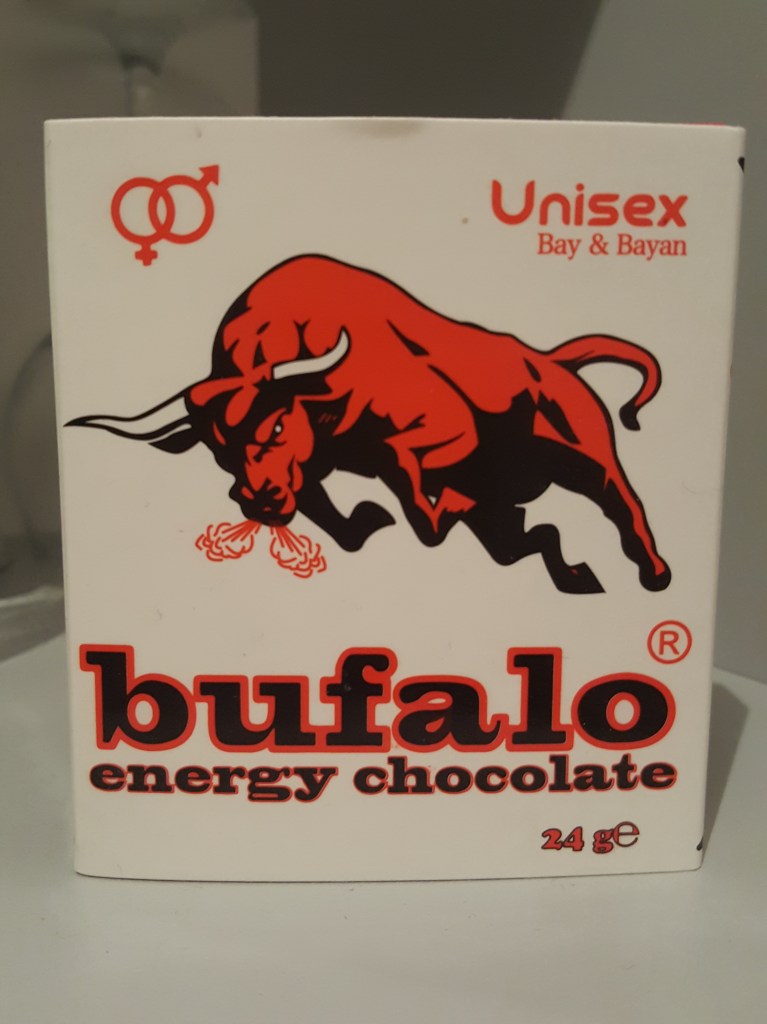 Unisex
Bay & Bayan
bufalo ®
energy chocolate
24 g℮